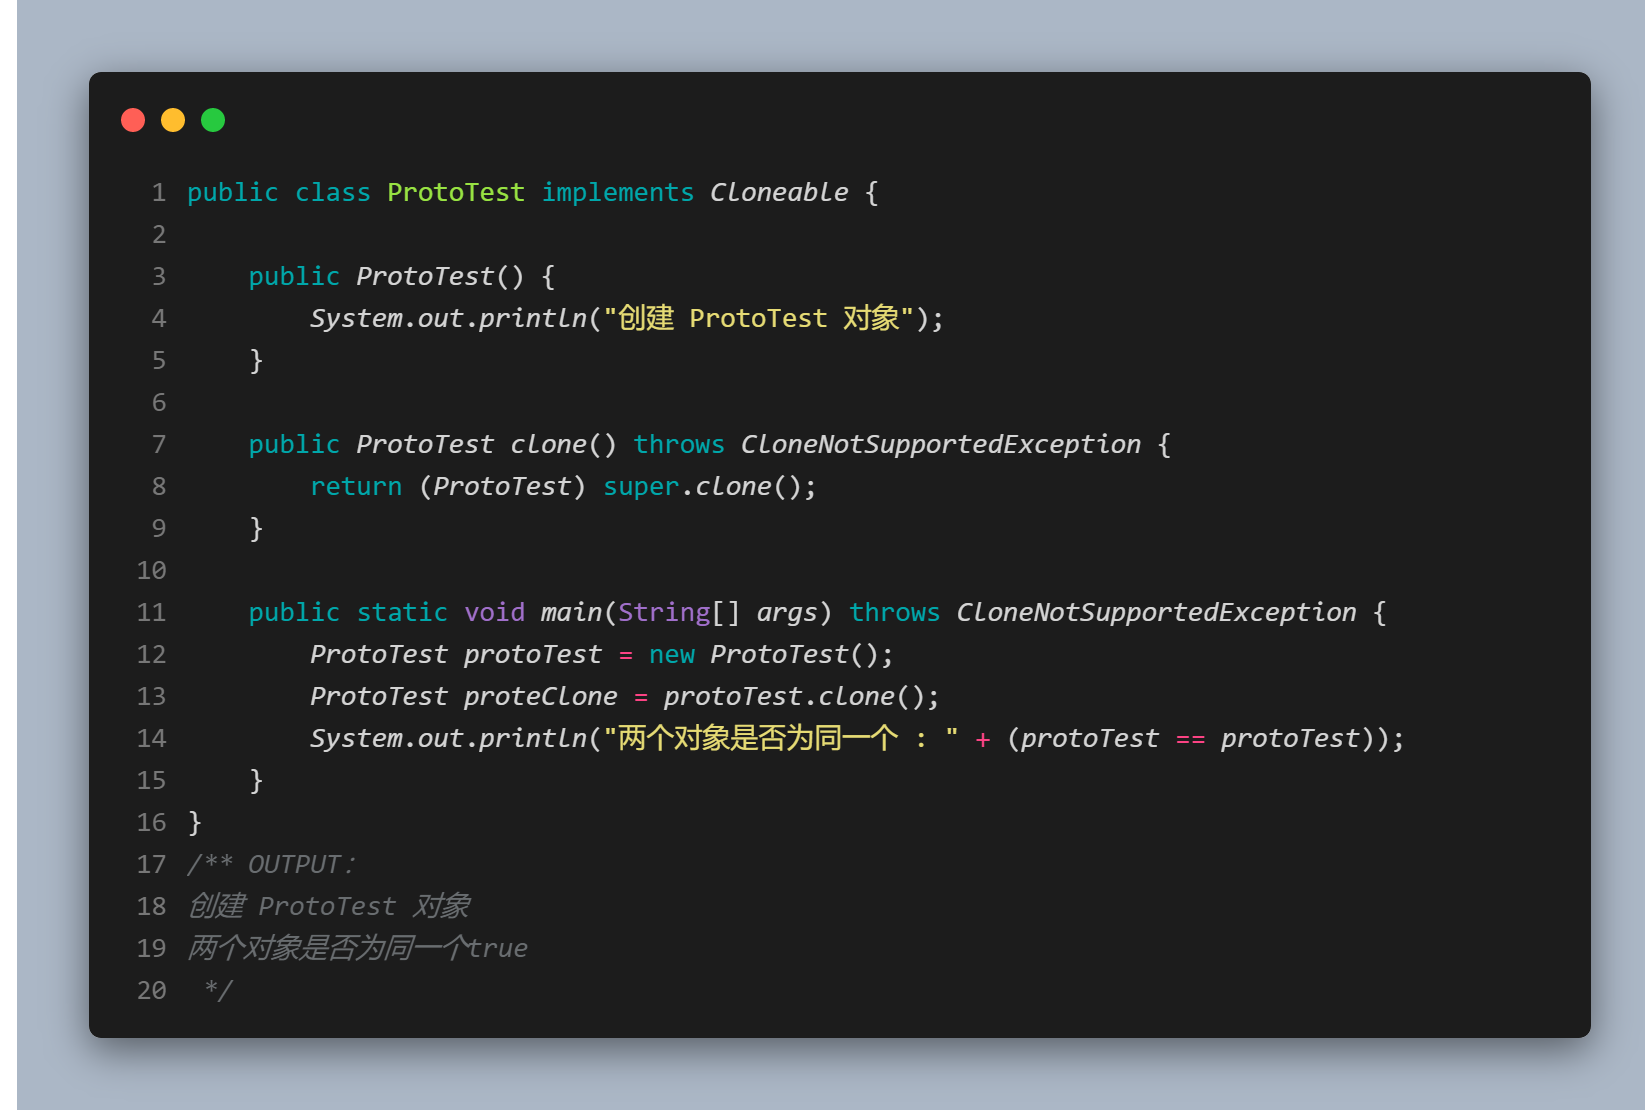 1 public class ProtoTest implements Cloneable {
2
3     public ProtoTest() {
4         System.out.println("创建 ProtoTest 对象");
5     }
6
7     public ProtoTest clone() throws CloneNotSupportedException {
8         return (ProtoTest) super.clone();
9     }
10
11     public static void main(String[] args) throws CloneNotSupportedException {
12         ProtoTest protoTest = new ProtoTest();
13         ProtoTest proteClone = protoTest.clone();
14         System.out.println("两个对象是否为同一个 : " + (protoTest == protoTest));
15     }
16 }
17 /** OUTPUT:
18 创建 ProtoTest 对象
19 两个对象是否为同一个true
20  */